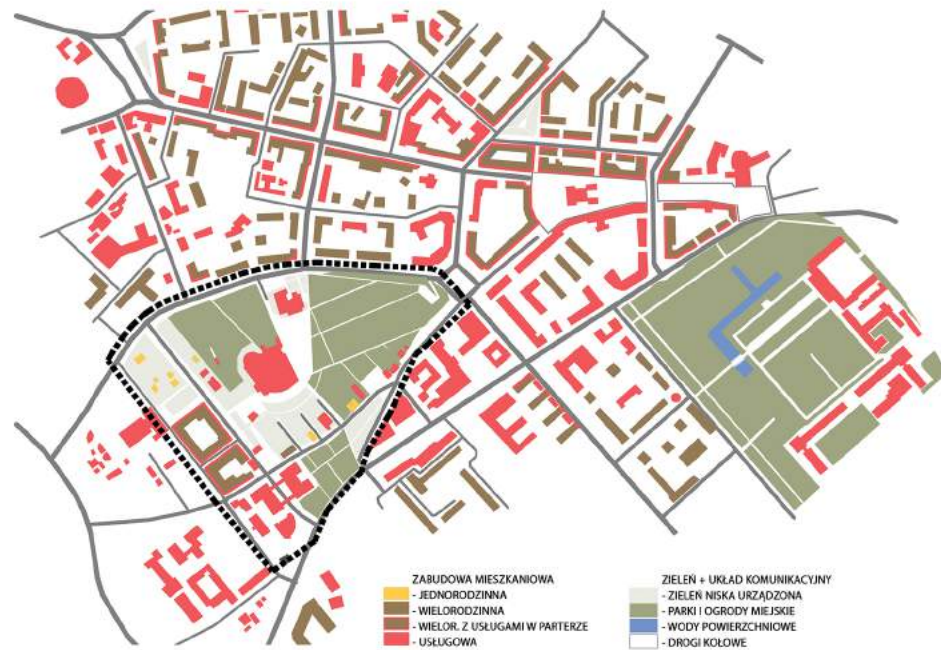 ZABUDOWA MIESZKANIOWA
- JEDNORODZINNA
- WIELORODZINNA
- WIELOR. Z USŁUGAMI W PARTERZE
- USŁUGOWA
ZIELEŃ + UKŁAD KOMUNIKACYJNY
- ZIELEŃ NISKA URZĄDZONA
- PARKI I OGRODY MIEJSKIE
- WODY POWIERZCHNIOWE
- DROGI KOŁOWE